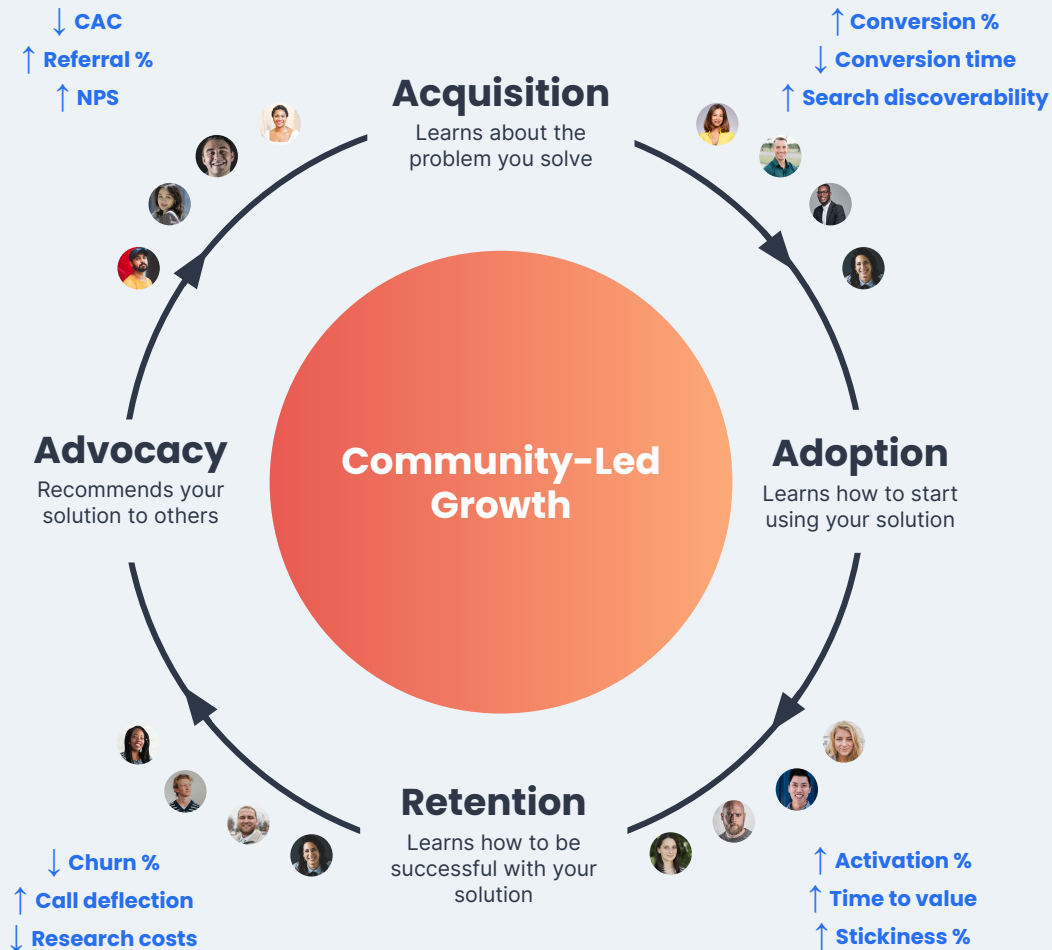 ↓ CAC
↑ Referral %
↑ NPS
↑ Conversion %
↓ Conversion time
↑ Search discoverability
Acquisition
Learns about the
problem you solve
Advocacy
Recommends your
solution to others
Community-Led
Growth
Adoption
Learns how to start
using your solution
Retention
Learns how to be
successful with your
solution
↓ Churn %
↑ Call deflection
↓ Research costs
↑ Activation %
↑ Time to value
↑ Stickiness %